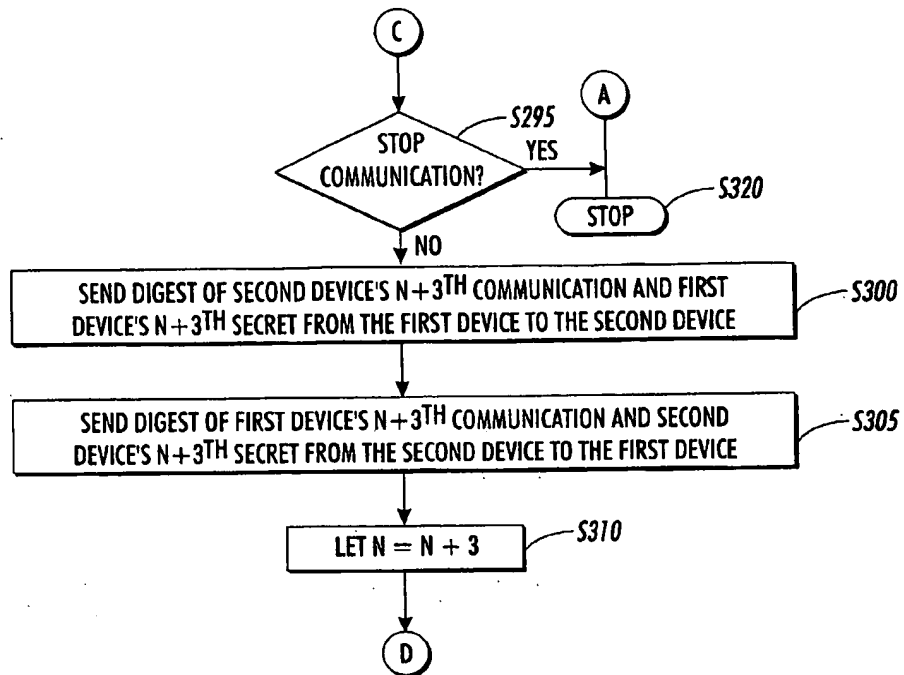 C
A
S295
STOP
COMMUNICATION?
YES
S320
STOP
NO
SEND DIGEST OF SECOND DEVICE'S N+3TH COMMUNICATION AND FIRST
DEVICE'S N+3TH SECRET FROM THE FIRST DEVICE TO THE SECOND DEVICE
S300
SEND DIGEST OF FIRST DEVICE'S N+3TH COMMUNICATION AND SECOND
DEVICE'S N+3TH SECRET FROM THE SECOND DEVICE TO THE FIRST DEVICE
S305
LET N = N + 3
S310
D